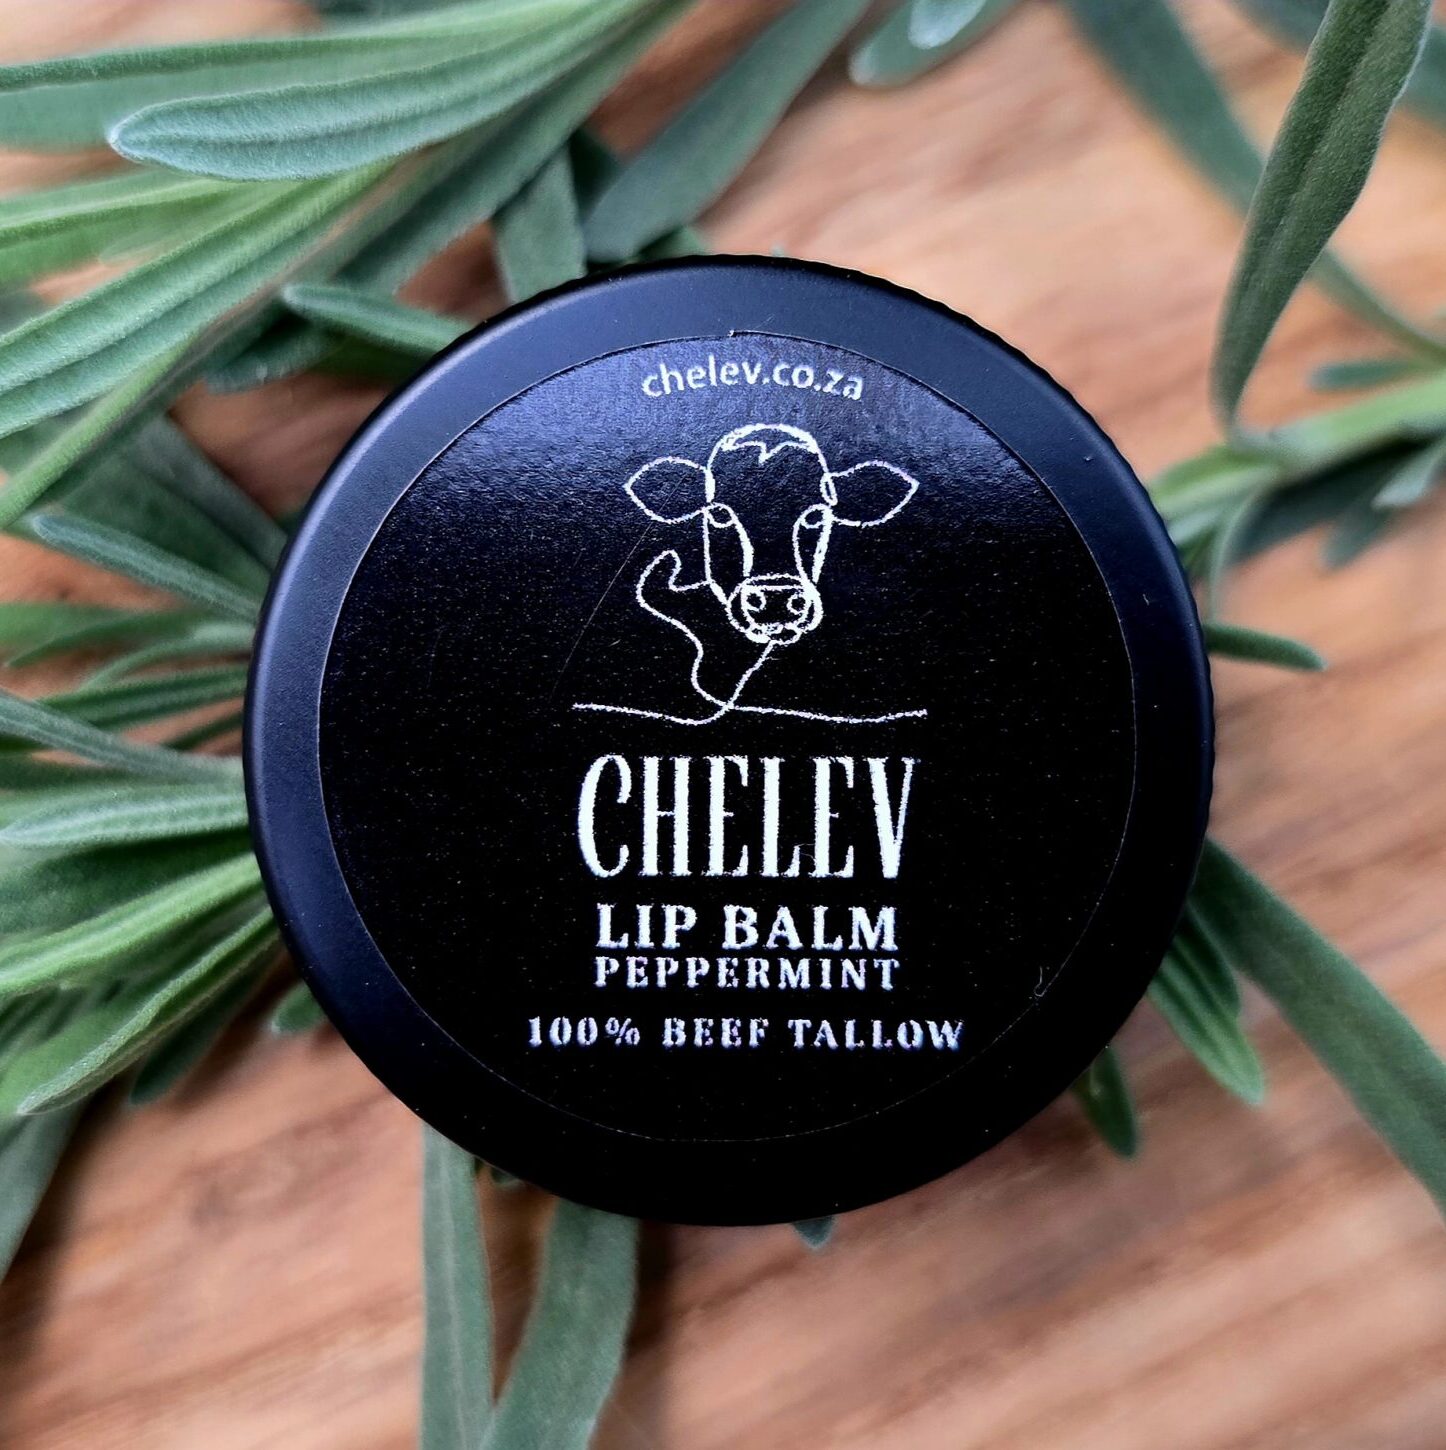 chelev.co.za
CHELEV
LIP BALM
PEPPERMINT
100% BEEF TALLOW